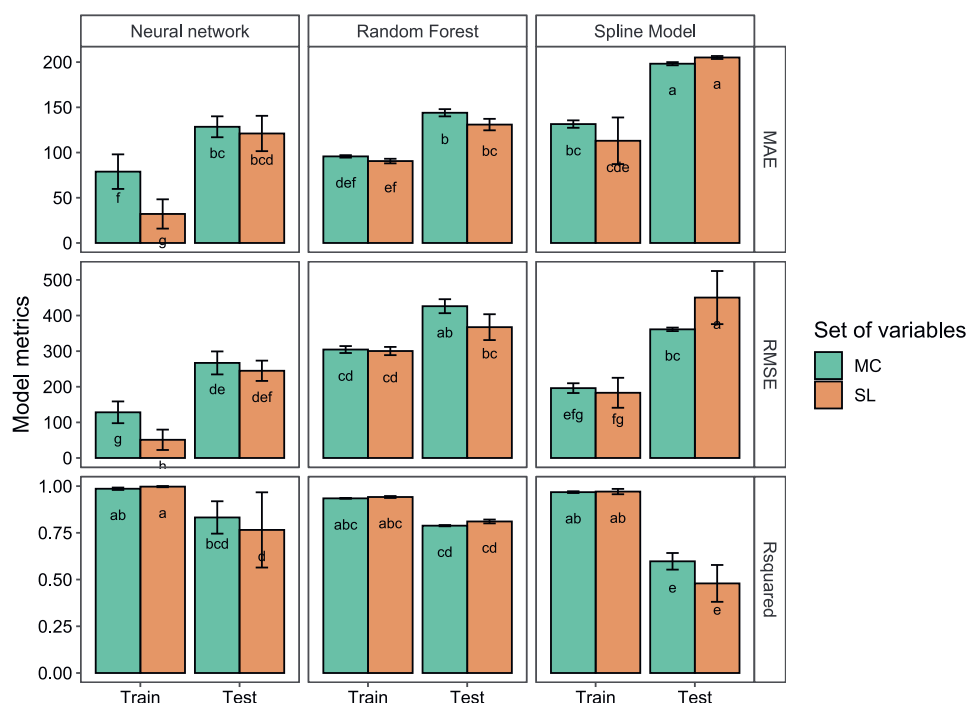 Neural network Random Forest Spline Model
200
150
100
50
0
f g bc bcd def ef b bc bc cde a a
MAE
500
400
300
200
100
0
g h de def cd cd ab bc efg fg bc a
RMSE
1.00
0.75
0.50
0.25
0.00
ab a bcd d abc abc cd cd ab ab e e
Rsquared
Train Test Train Test Train Test
Model metrics
Set of variables
MC
SL